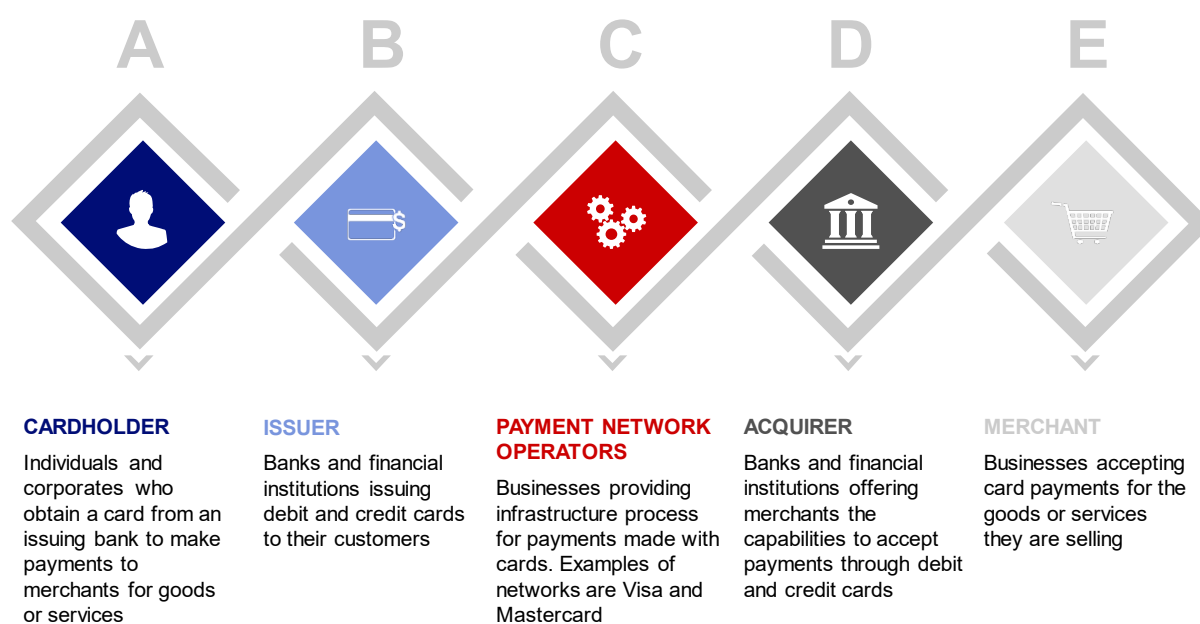 A
B
C
D
E
CARDHOLDER
Individuals and
corporates who
obtain a card from an
issuing bank to make
payments to
merchants for goods
or services
ISSUER
Banks and financial
institutions issuing
debit and credit cards
to their customers
PAYMENT NETWORK
OPERATORS
Businesses providing
infrastructure process
for payments made with
cards. Examples of
networks are Visa and
Mastercard
ACQUIRER
Banks and financial
institutions offering
merchants the
capabilities to accept
payments through debit
and credit cards
MERCHANT
Businesses accepting
card payments for the
goods or services
they are selling